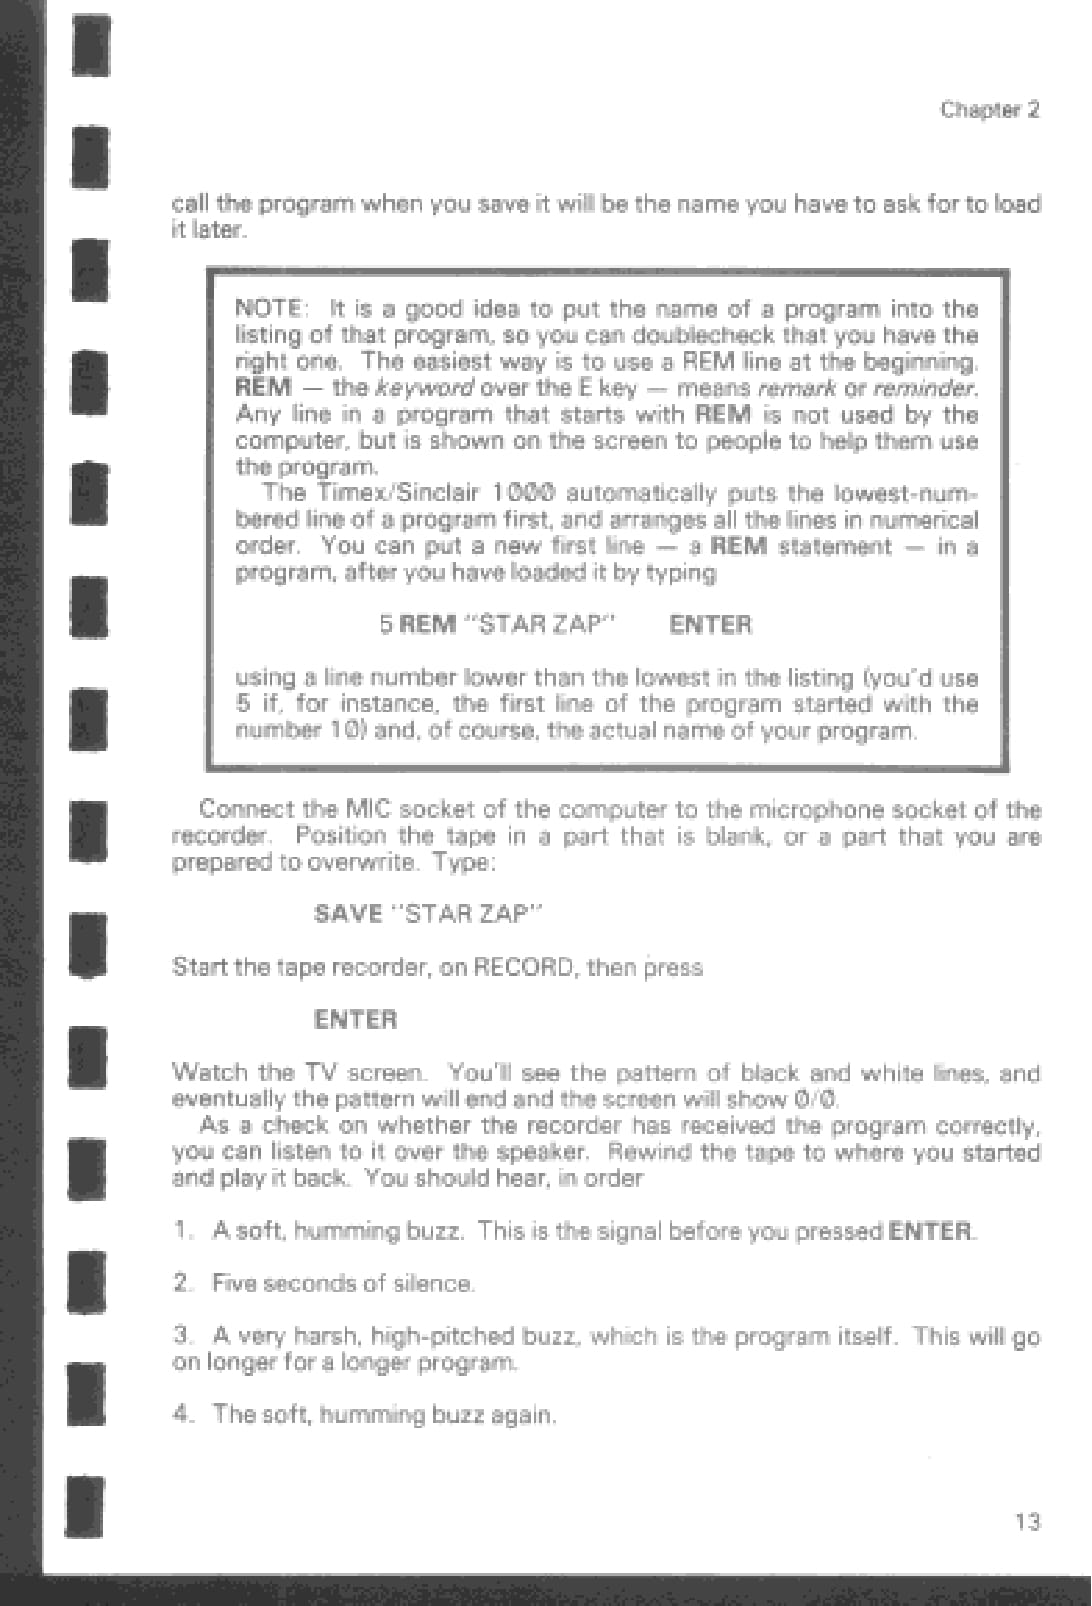 Chapter 2
call the program when you save it will be the name you have to ask for to load
it later.
NOTE: It is a good idea to put the name of a program into the
listing of that program, so you can doublecheck that you have the
right one. The easiest way is to use a REM line at the beginning.
REM — the keyword over the E key — means remark or reminder.
Any line in a program that starts with REM is not used by the
computer, but is shown on the screen to people to help them use
the program.
The Timex/Sinclair 1000 automatically puts the lowest-num-
bered line of a program first, and arranges all the lines in numerical
order. You can put a new first line — a REM statement — in a
program, after you have loaded it by typing
5 REM "STAR ZAP" ENTER
using a line number lower than the lowest in the listing (you'd use
5 if, for instance, the first line of the program started with the
number 10) and, of course, the actual name of your program.
Connect the MIC socket of the computer to the microphone socket of the
recorder. Position the tape in a part that is blank, or a part that you are
prepared to overwrite. Type:
SAVE "STAR ZAP"
Start the tape recorder, on RECORD, then press
ENTER
Watch the TV screen. You'll see the pattern of black and white lines, and
eventually the pattern will end and the screen will show 0/0.
As a check on whether the recorder has received the program correctly,
you can listen to it over the speaker. Rewind the tape to where you started
and play it back. You should hear, in order
1. A soft, humming buzz. This is the signal before you pressed ENTER.
2. Five seconds of silence.
3. A very harsh, high-pitched buzz, which is the program itself. This will go
on longer for a longer program.
4. The soft, humming buzz again.
13